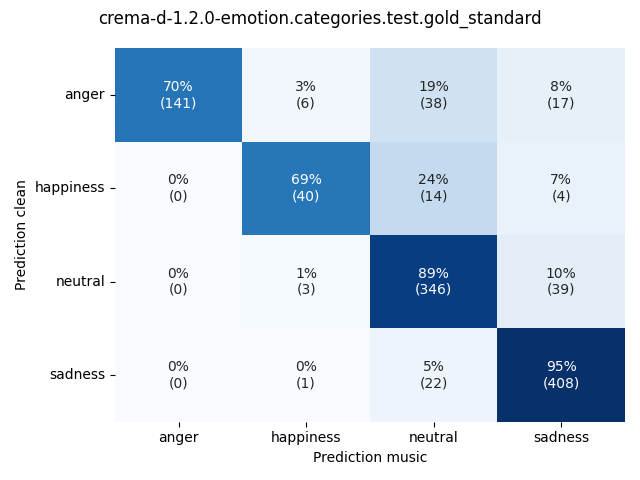 crema-d-1.2.0-emotion.categories.test.gold_standard
Prediction clean
anger
70% 3% 19% 8%
(141) (6) (38) (17)
happiness
0% 69% 24% 7%
(0) (40) (14) (4)
neutral
0% 1% 89% 10%
(0) (3) (346) (39)
sadness
0% 0% 5% 95%
(0) (1) (22) (408)
anger happiness neutral sadness
Prediction music